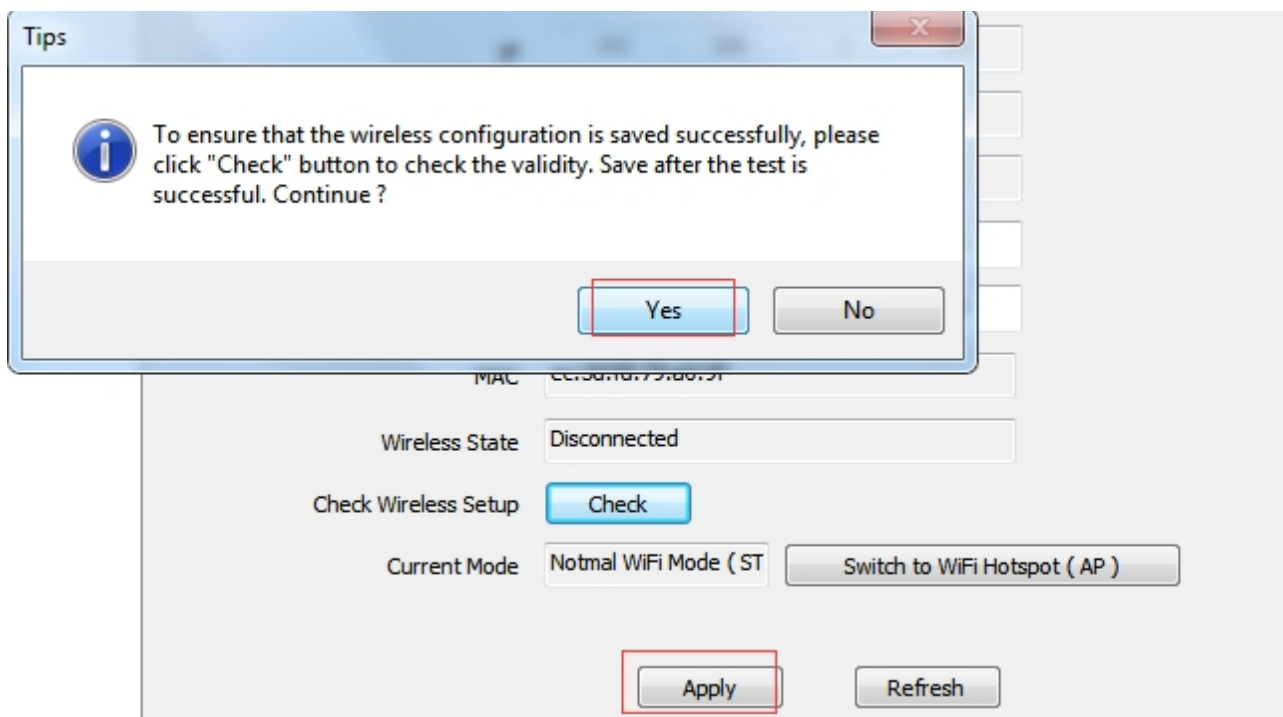 Tips
To ensure that the wireless configuration is saved successfully, please
click "Check" button to check the validity. Save after the test is
successful. Continue ?
Yes No
MAC
Wireless State Disconnected
Check Wireless Setup Check
Current Mode Notmal WiFi Mode ( ST Switch to WiFi Hotspot ( AP )
Apply Refresh